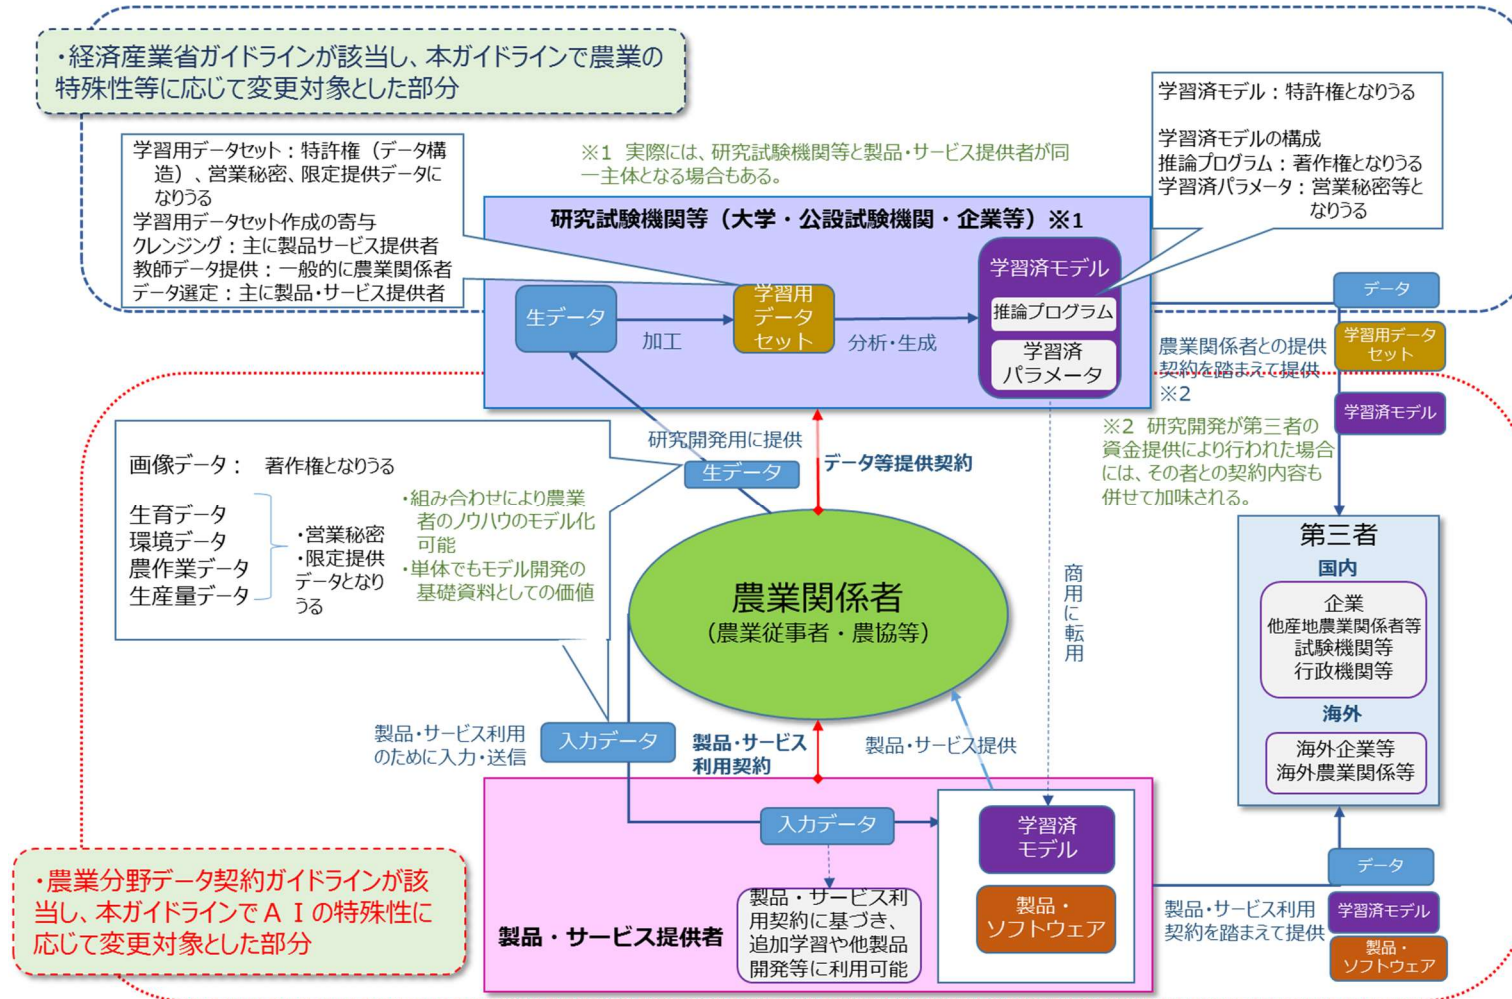 ・経済産業省ガイドラインが該当し、本ガイドラインで農業の
特殊性等に応じて変更対象とした部分
学習用データセット：特許権（データ構
造）、営業秘密、限定提供データに
なりうる
学習用データセット作成の寄与
クレンジング：主に製品サービス提供者
教師データ提供：一般的に農業関係者
データ選定：主に製品・サービス提供者
※1 実際には、研究試験機関等と製品・サービス提供者が同
一主体となる場合もある。
学習済モデル：特許権となりうる
学習済モデルの構成
推論プログラム：著作権となりうる
学習済パラメータ：営業秘密等と
なりうる
研究試験機関等（大学・公設試験機関・企業等）※1
生データ
加工
学習用
データ
セット
分析・生成
学習済モデル
推論プログラム
学習済
パラメータ
データ
学習用データ
セット
学習済モデル
農業関係者との提供
契約を踏まえて提供
※2
※2 研究開発が第三者の
資金提供により行われた場合
には、その者との契約内容も
併せて加味される。
画像データ： 著作権となりうる
生育データ
環境データ
農作業データ
生産量データ
・営業秘密
・限定提供
データとなり
うる
・組み合わせにより農業
者のノウハウのモデル化
可能
・単体でもモデル開発の
基礎資料としての価値
研究開発用に提供
生データ
データ等提供契約
農業関係者
（農業従事者・農協等）
商用に転用
第三者
国内
企業
他産地農業関係者等
試験機関等
行政機関等
海外
海外企業等
海外農業関係等
製品・サービス利用
のために入力・送信
入力データ
製品・サービス
利用契約
製品・サービス提供
入力データ
学習済
モデル
製品・
ソフトウェア
製品・サービス提供者
製品・サービス利
用契約に基づき、
追加学習や他製品
開発等に利用可能
・農業分野データ契約ガイドラインが該
当し、本ガイドラインでＡＩの特殊性に
応じて変更対象とした部分
製品・サービス利用
契約を踏まえて提供
データ
学習済モデル
製品・
ソフトウェア